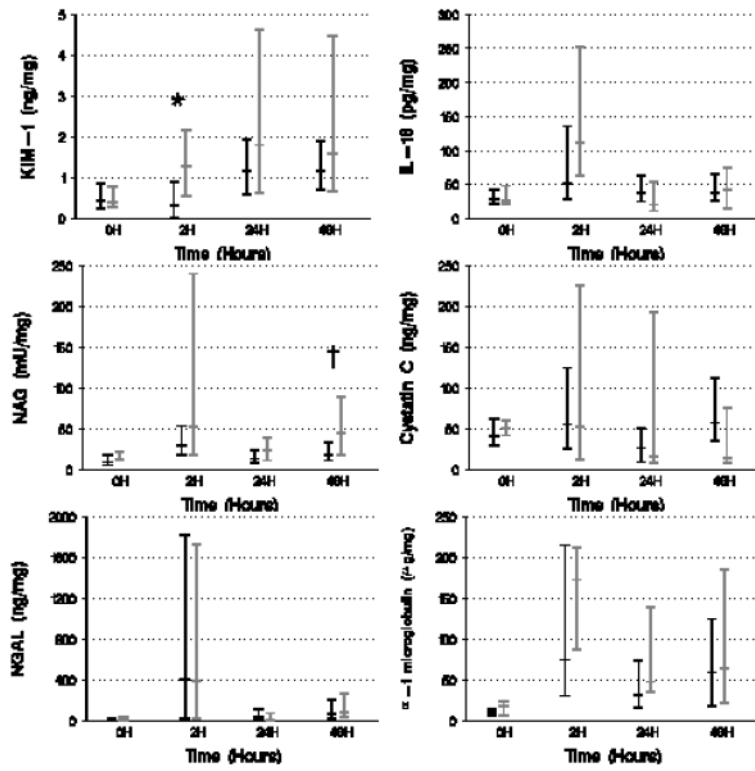 KIM-1 (ng/mg)
5
4
3
2
1
0
*
0H 2H 24H 48H
Time (Hours)
IL-18 (pg/mg)
300
250
200
150
100
50
0
0H 2H 24H 48H
Time (Hours)
NAG (mU/mg)
250
200
150
100
50
0
†
0H 2H 24H 48H
Time (Hours)
Cystatin C (ng/mg)
250
200
150
100
50
0
0H 2H 24H 48H
Time (Hours)
NGAL (ng/mg)
2000
1600
1200
800
400
0
0H 2H 24H 48H
Time (Hours)
α-1 microglobulin (μg/mg)
250
200
150
100
50
0
0H 2H 24H 48H
Time (Hours)